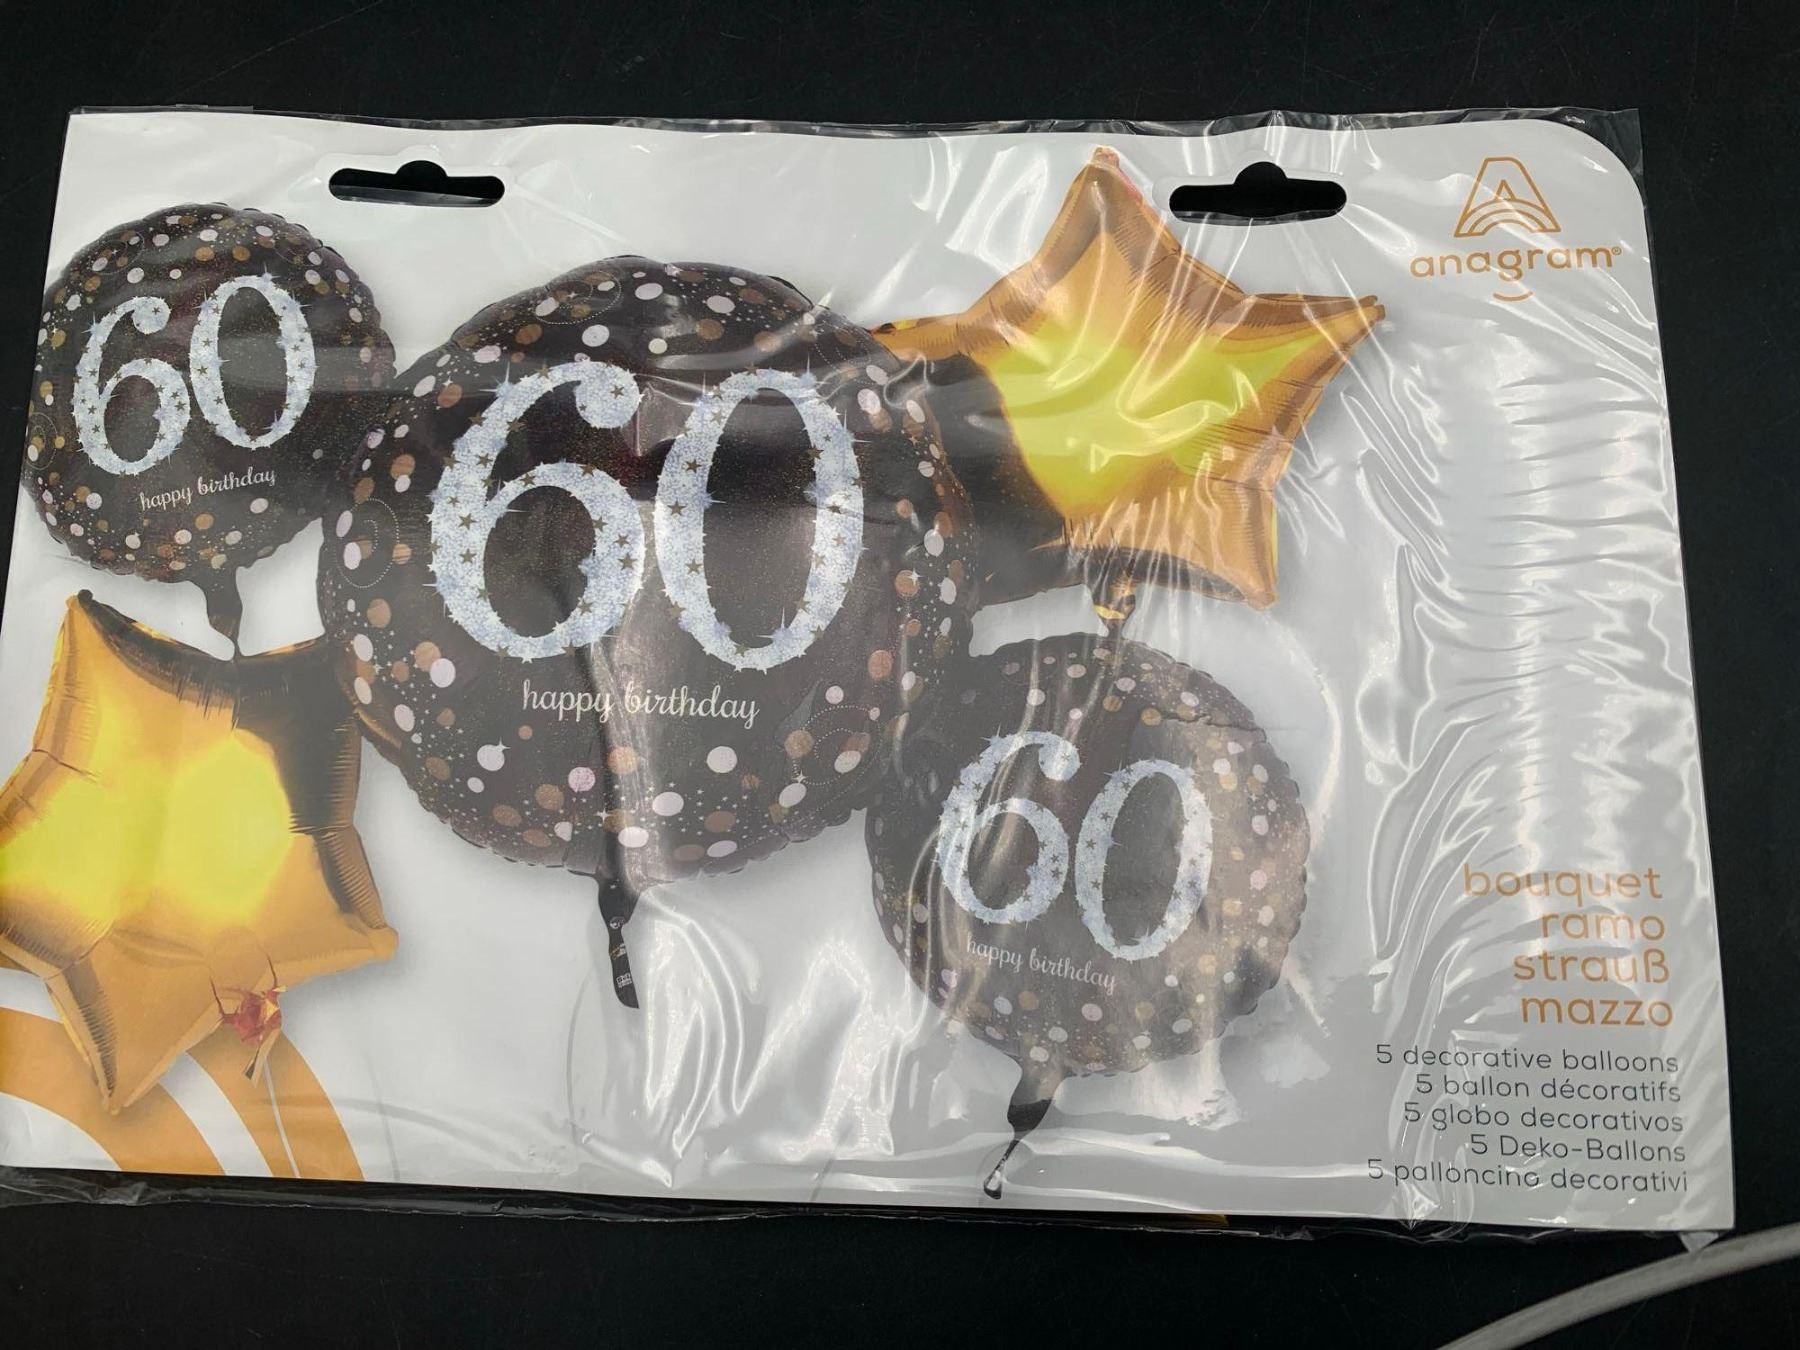 anagram®
60
happy birthday
60
happy birthday
60
happy birthday
bouquet
ramo
strauß
mazzo
5 decorative balloons
5 ballon décoratifs
5 globo decorativos
5 Deko-Ballons
5 palloncino decorativi